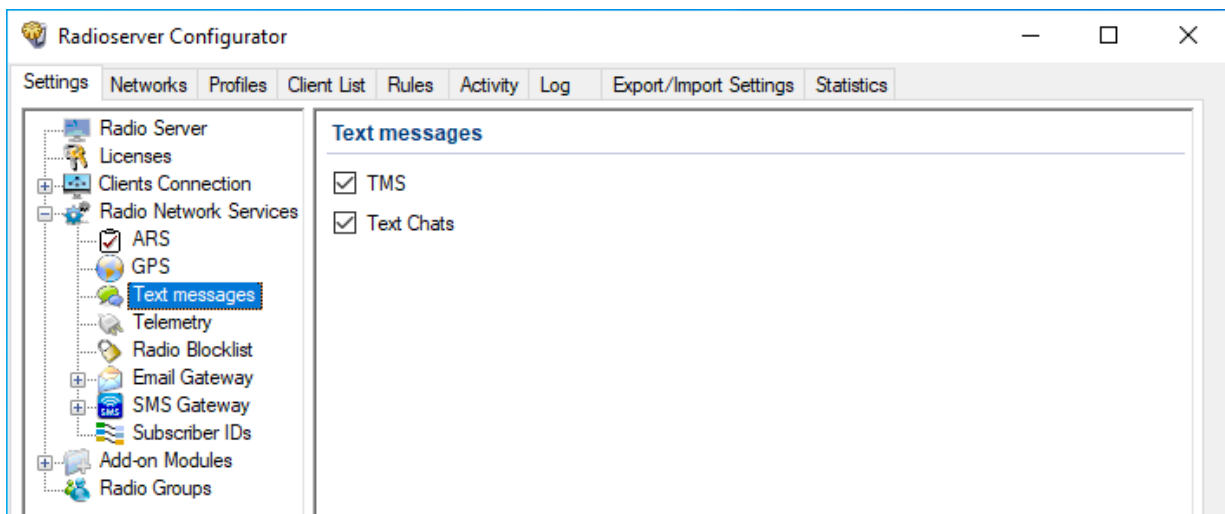 Radioserver Configurator
Settings Networks Profiles Client List Rules Activity Log Export/Import Settings Statistics
Radio Server
Licenses
Clients Connection
Radio Network Services
ARS
GPS
Text messages
Telemetry
Radio Blocklist
Email Gateway
SMS
SMS Gateway
Subscriber IDs
Add-on Modules
Radio Groups
Text messages
TMS
Text Chats